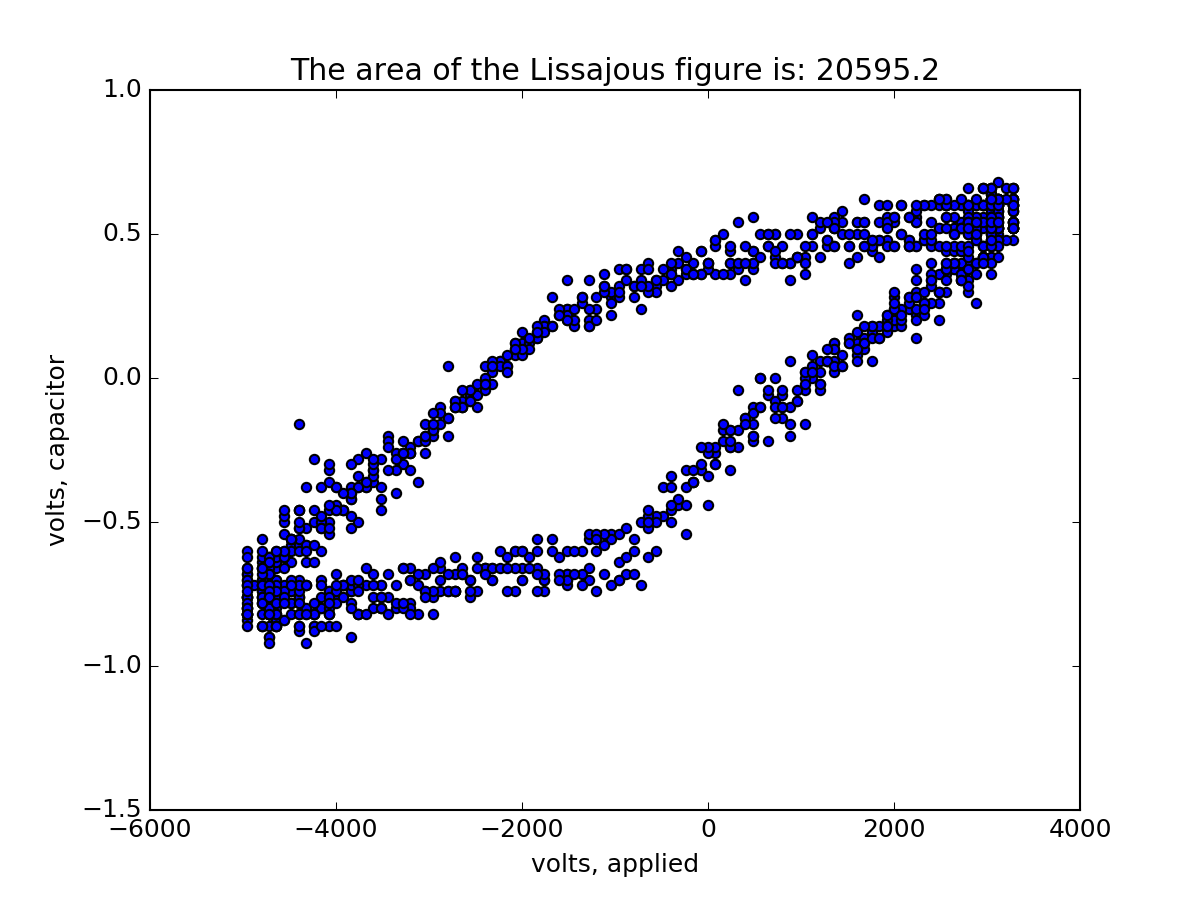 The area of the Lissajous figure is: 20595.2
1.0
0.5
0.0
−0.5
−1.0
−1.5
volts, capacitor
−6000 −4000 −2000 0 2000 4000
volts, applied